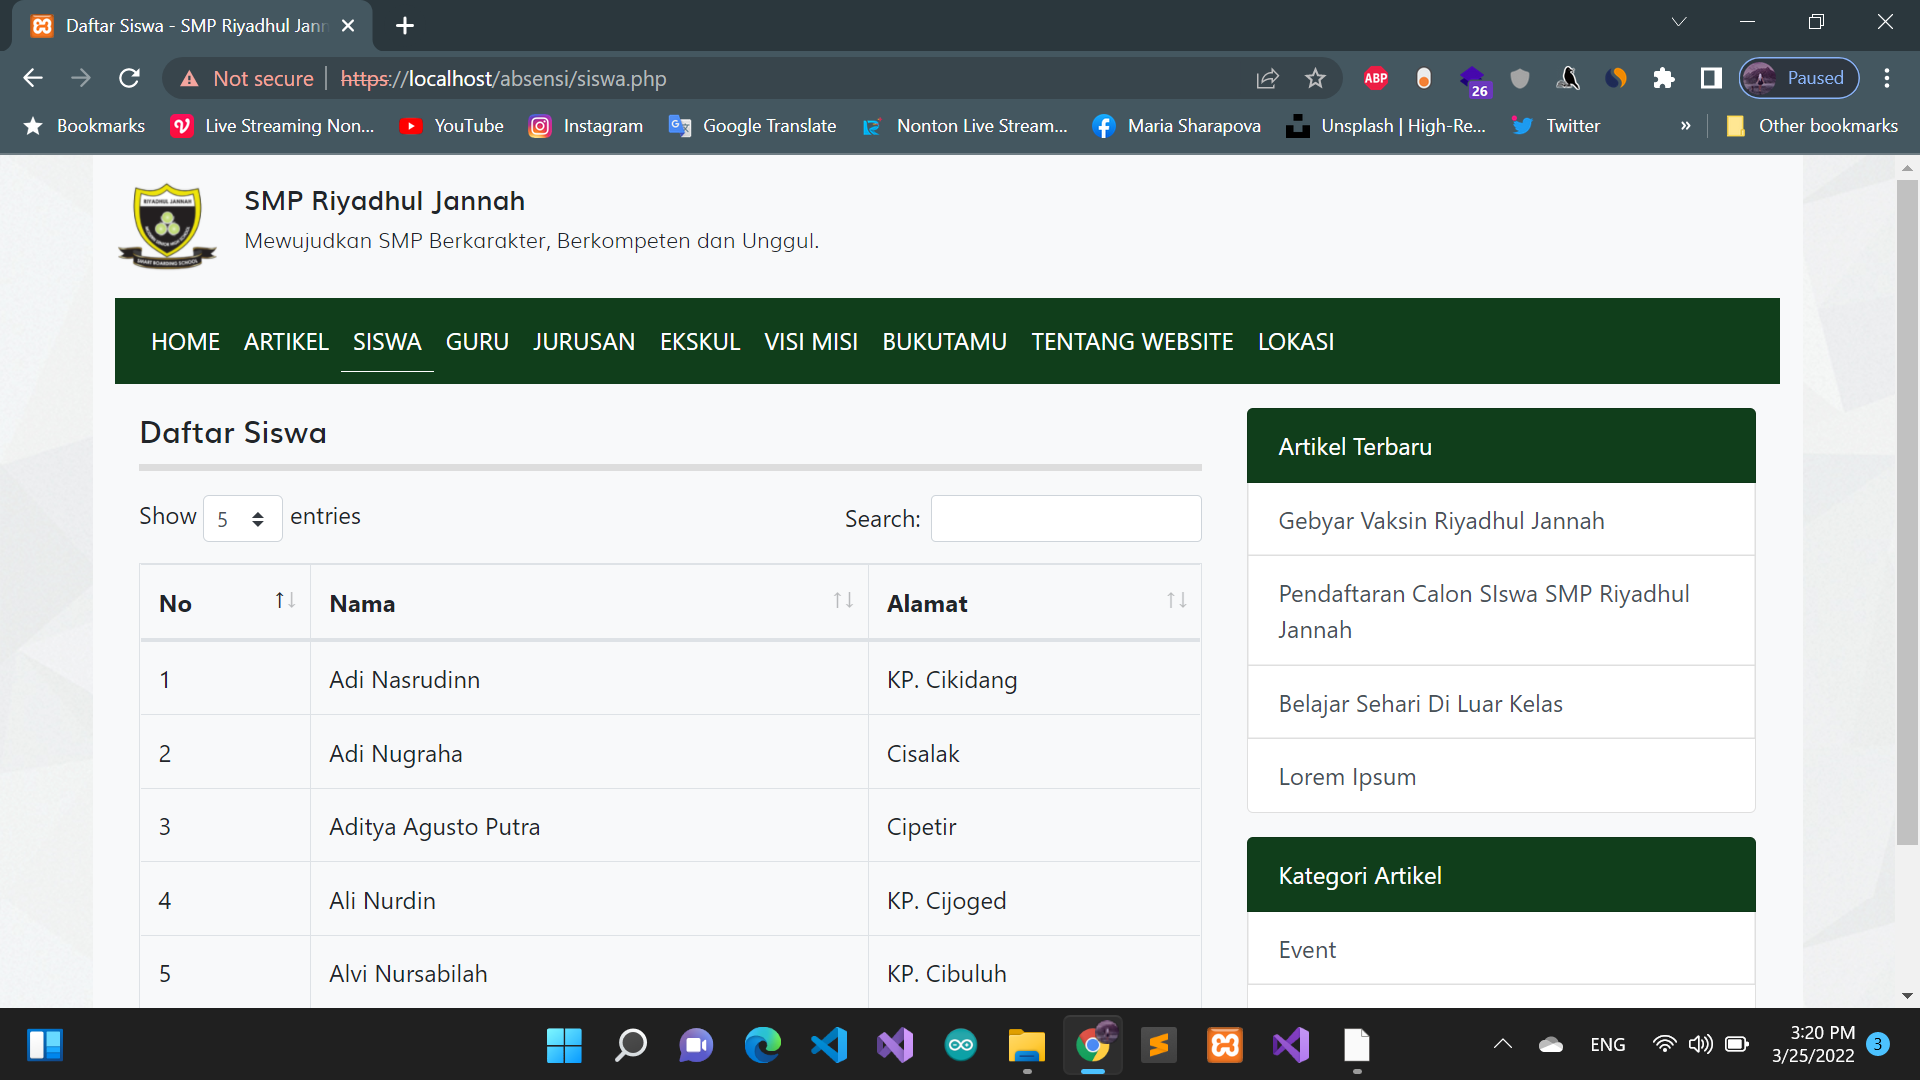 Daftar Siswa - SMP Riyadhul Jann
Not secure
https://localhost/absensi/siswa.php
ABP
26
Paused
Bookmarks
Live Streaming Non...
YouTube
Instagram
Google Translate
Nonton Live Stream...
Maria Sharapova
Unsplash | High-Re...
Twitter
»
Other bookmarks
RIYADHUL JANNAH
SMART BOARDING SCHOOL
SMP Riyadhul Jannah
Mewujudkan SMP Berkarakter, Berkompeten dan Unggul.
HOME ARTIKEL SISWA GURU JURUSAN EKSKUL VISI MISI BUKUTAMU TENTANG WEBSITE LOKASI
Daftar Siswa
Show 5 entries
Search:
No Nama Alamat
1 Adi Nasrudinn KP. Cikidang
2 Adi Nugraha Cisalak
3 Aditya Agusto Putra Cipetir
4 Ali Nurdin KP. Cijoged
5 Alvi Nursabilah KP. Cibuluh
Artikel Terbaru
Gebyar Vaksin Riyadhul Jannah
Pendaftaran Calon SIswa SMP Riyadhul
Jannah
Belajar Sehari Di Luar Kelas
Lorem Ipsum
Kategori Artikel
Event
ENG
3:20 PM
3/25/2022
3